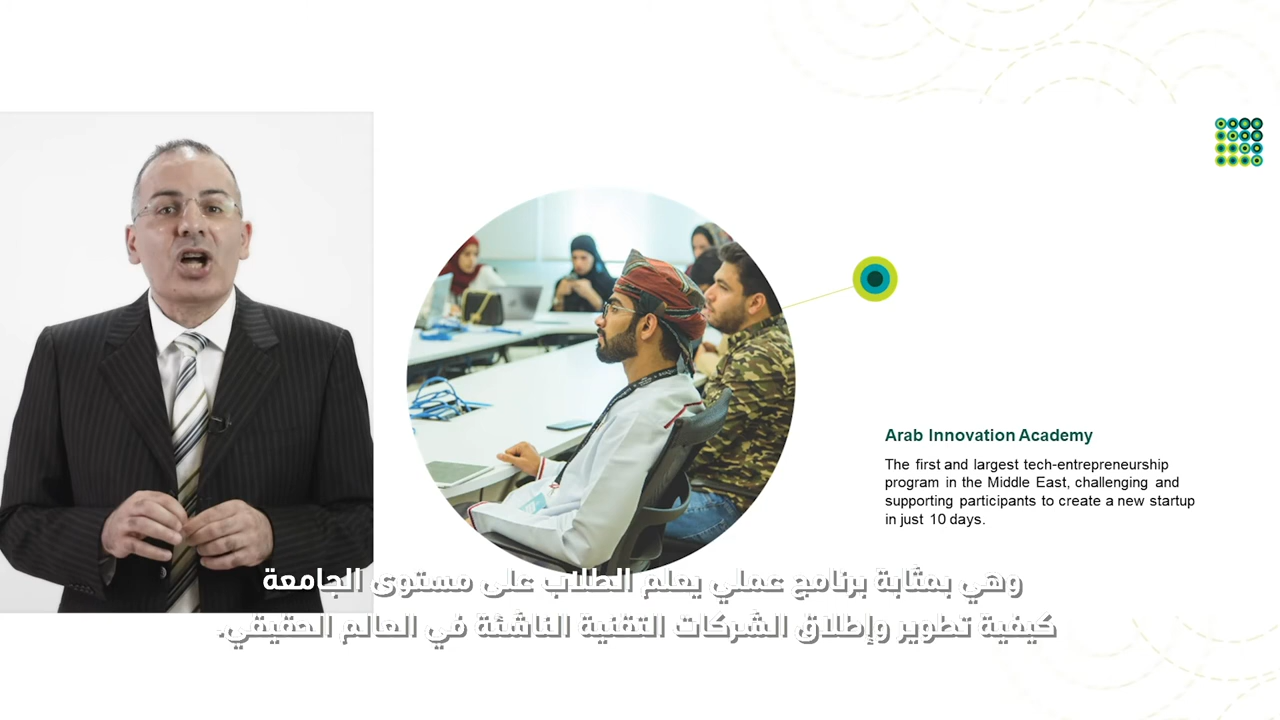 Arab Innovation Academy
The first and largest tech-entrepreneurship
program in the Middle East, challenging and
supporting participants to create a new startup
in just 10 days.
وهي بمثابة برنامج عملي يعلم الطلاب على مستوى الجامعة
كيفية تطوير وإطلاق الشركات التقنية الناشئة في العالم الحقيقي.